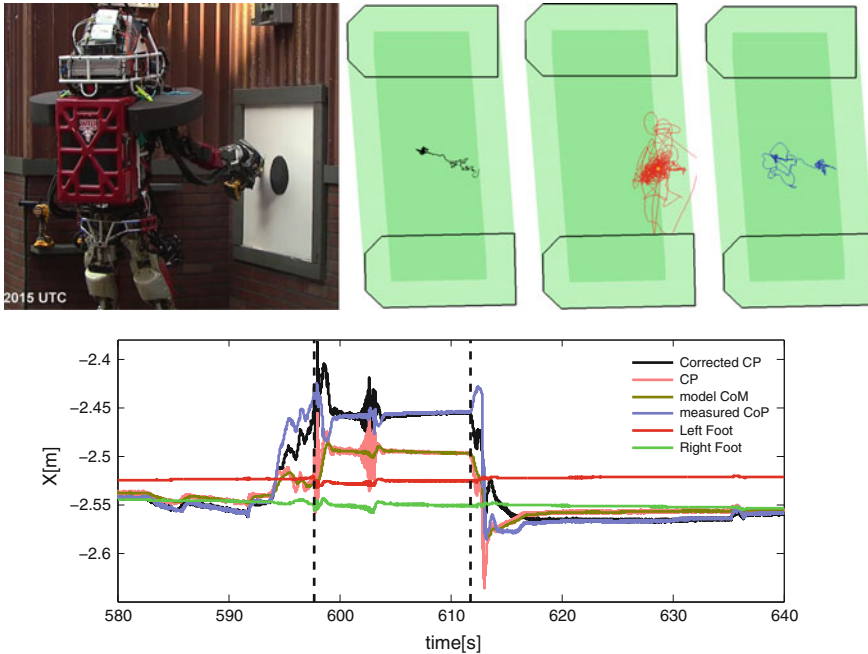 2015 UTC
-2.4
-2.45
-2.5
-2.55
-2.6
X[m]
Corrected CP
CP
model CoM
measured CoP
Left Foot
Right Foot
580
590
600
610
620
630
640
time[s]